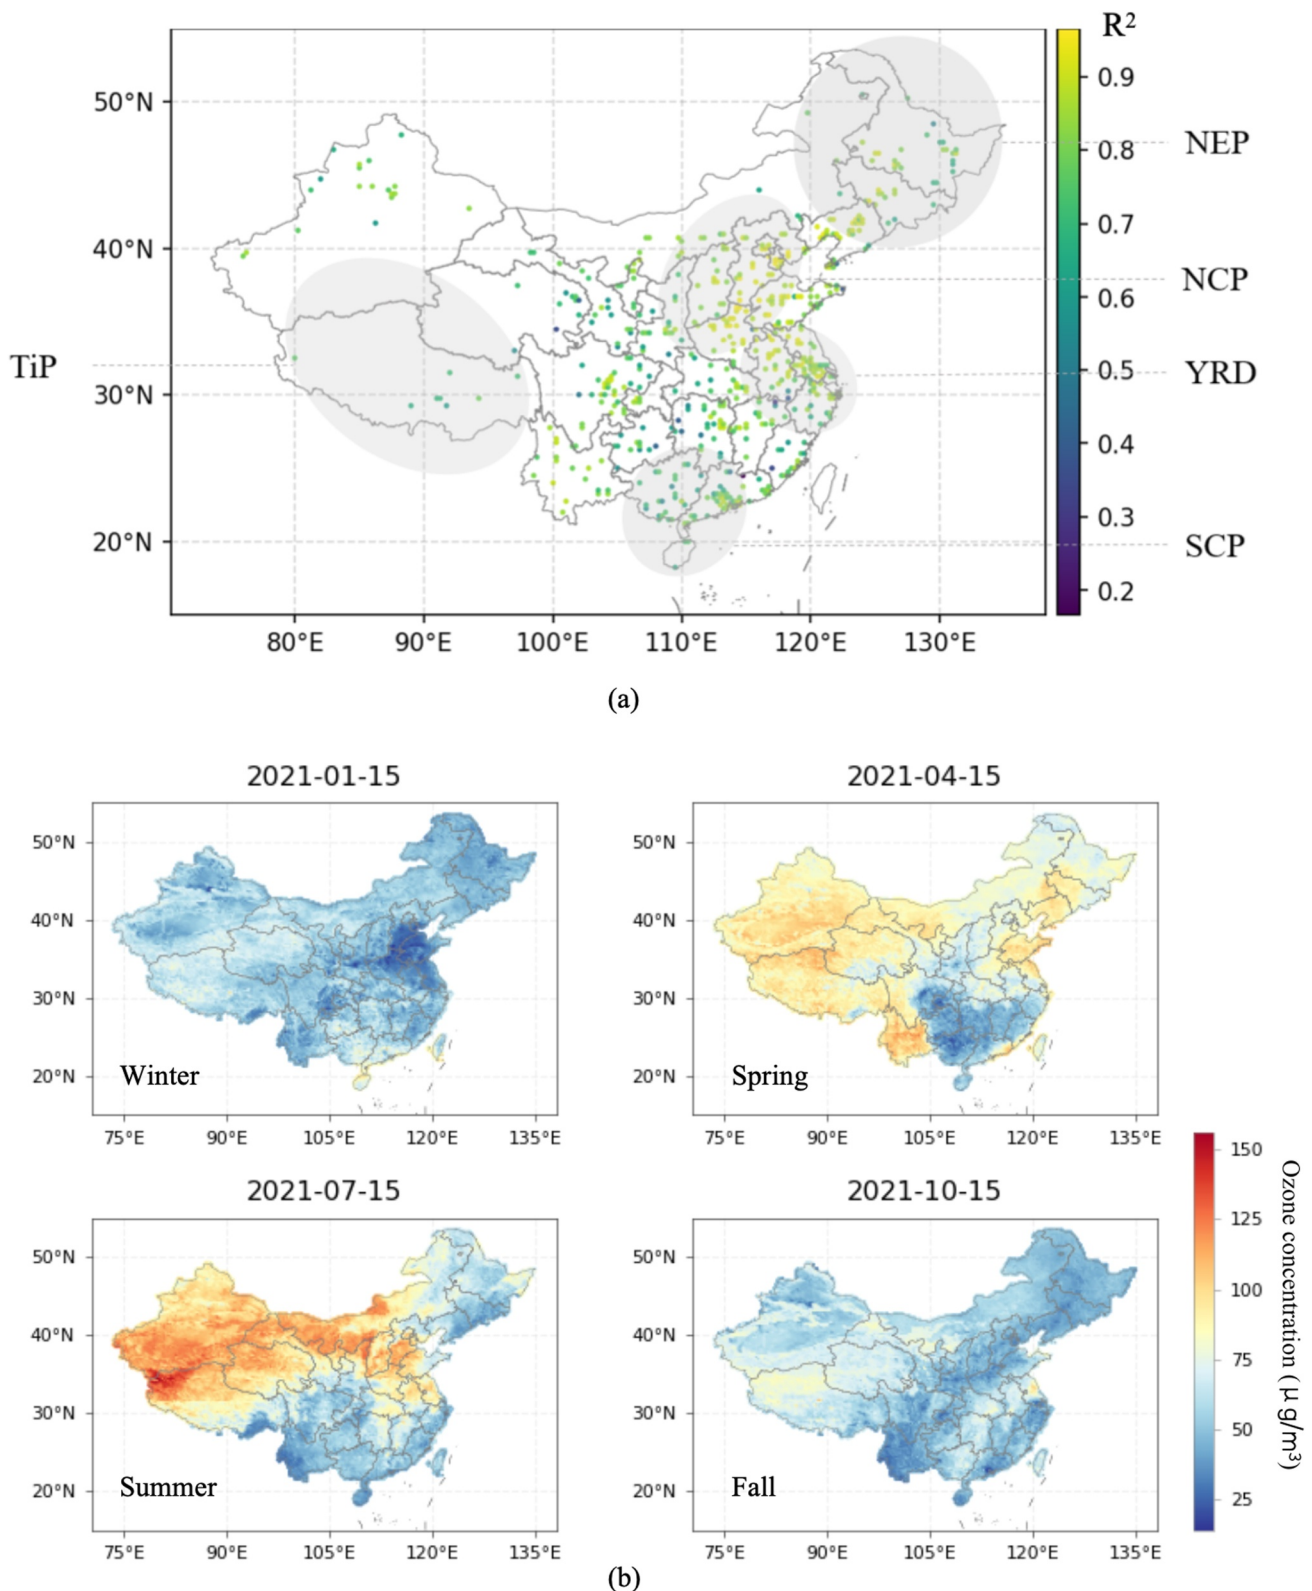 R²
50°N
40°N
30°N
20°N
80°E 90°E 100°E 110°E 120°E 130°E
0.9
0.8
0.7
0.6
0.5
0.4
0.3
0.2
NEP
NCP
YRD
SCP
TiP
(a)
2021-01-15
50°N
40°N
30°N
20°N
Winter
75°E 90°E 105°E 120°E 135°E
2021-04-15
50°N
40°N
30°N
20°N
Spring
75°E 90°E 105°E 120°E 135°E
2021-07-15
50°N
40°N
30°N
20°N
Summer
75°E 90°E 105°E 120°E 135°E
2021-10-15
50°N
40°N
30°N
20°N
Fall
75°E 90°E 105°E 120°E 135°E
150
125
100
75
50
25
Ozone concentration (μg/m³)
(b)